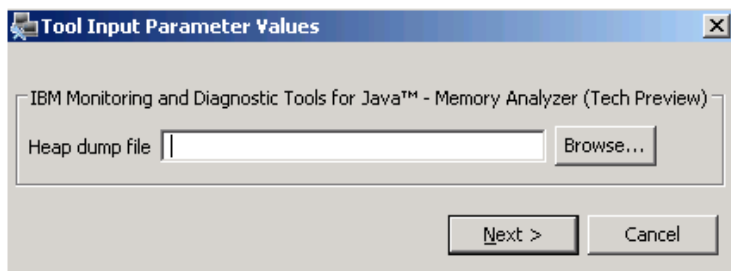 Tool Input Parameter Values
IBM Monitoring and Diagnostic Tools for Java™ - Memory Analyzer (Tech Preview)
Heap dump file
Browse...
Next >
Cancel